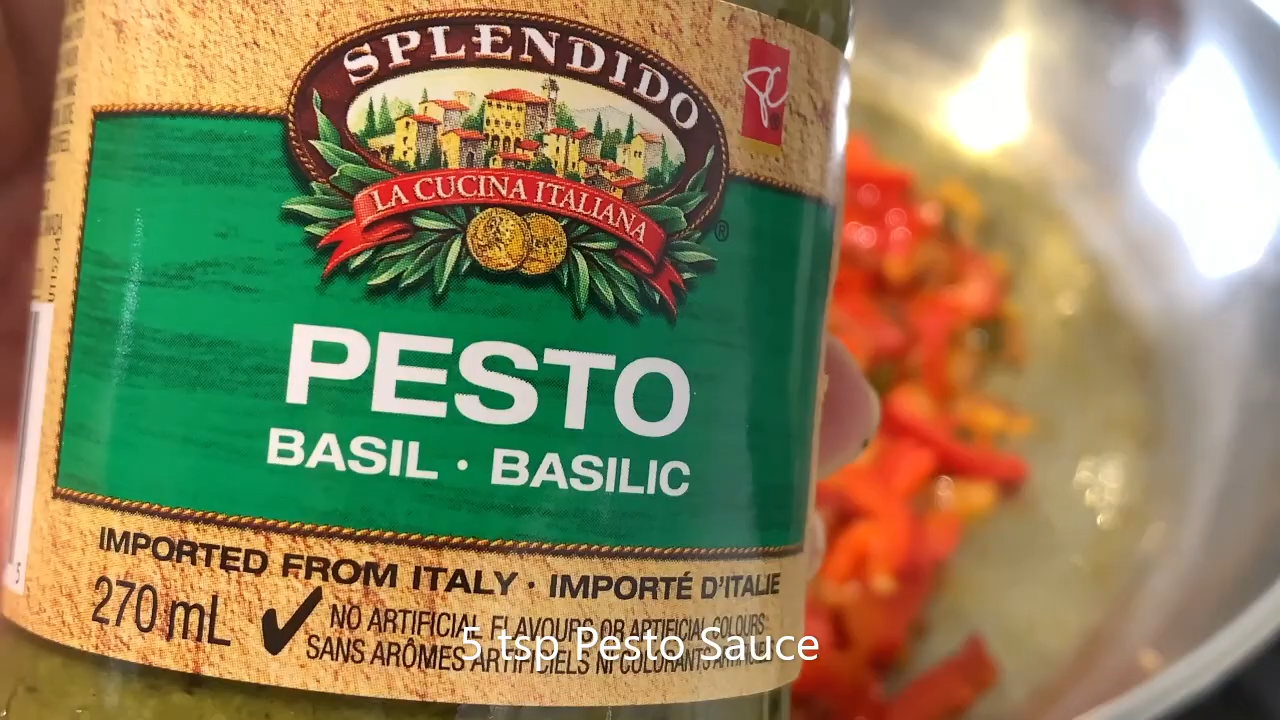 SPLENDIDO
PC
LA CUCINA ITALIANA
®
PESTO
BASIL · BASILIC
IMPORTED FROM ITALY · IMPORTÉ D'ITALIE
270 mL
✔ NO ARTIFICIAL FLAVOURS OR ARTIFICIAL COLOURS
SANS ARÔMES ARTIFICIELS NI COLORANTS ARTIFICIELS
5 tsp Pesto Sauce